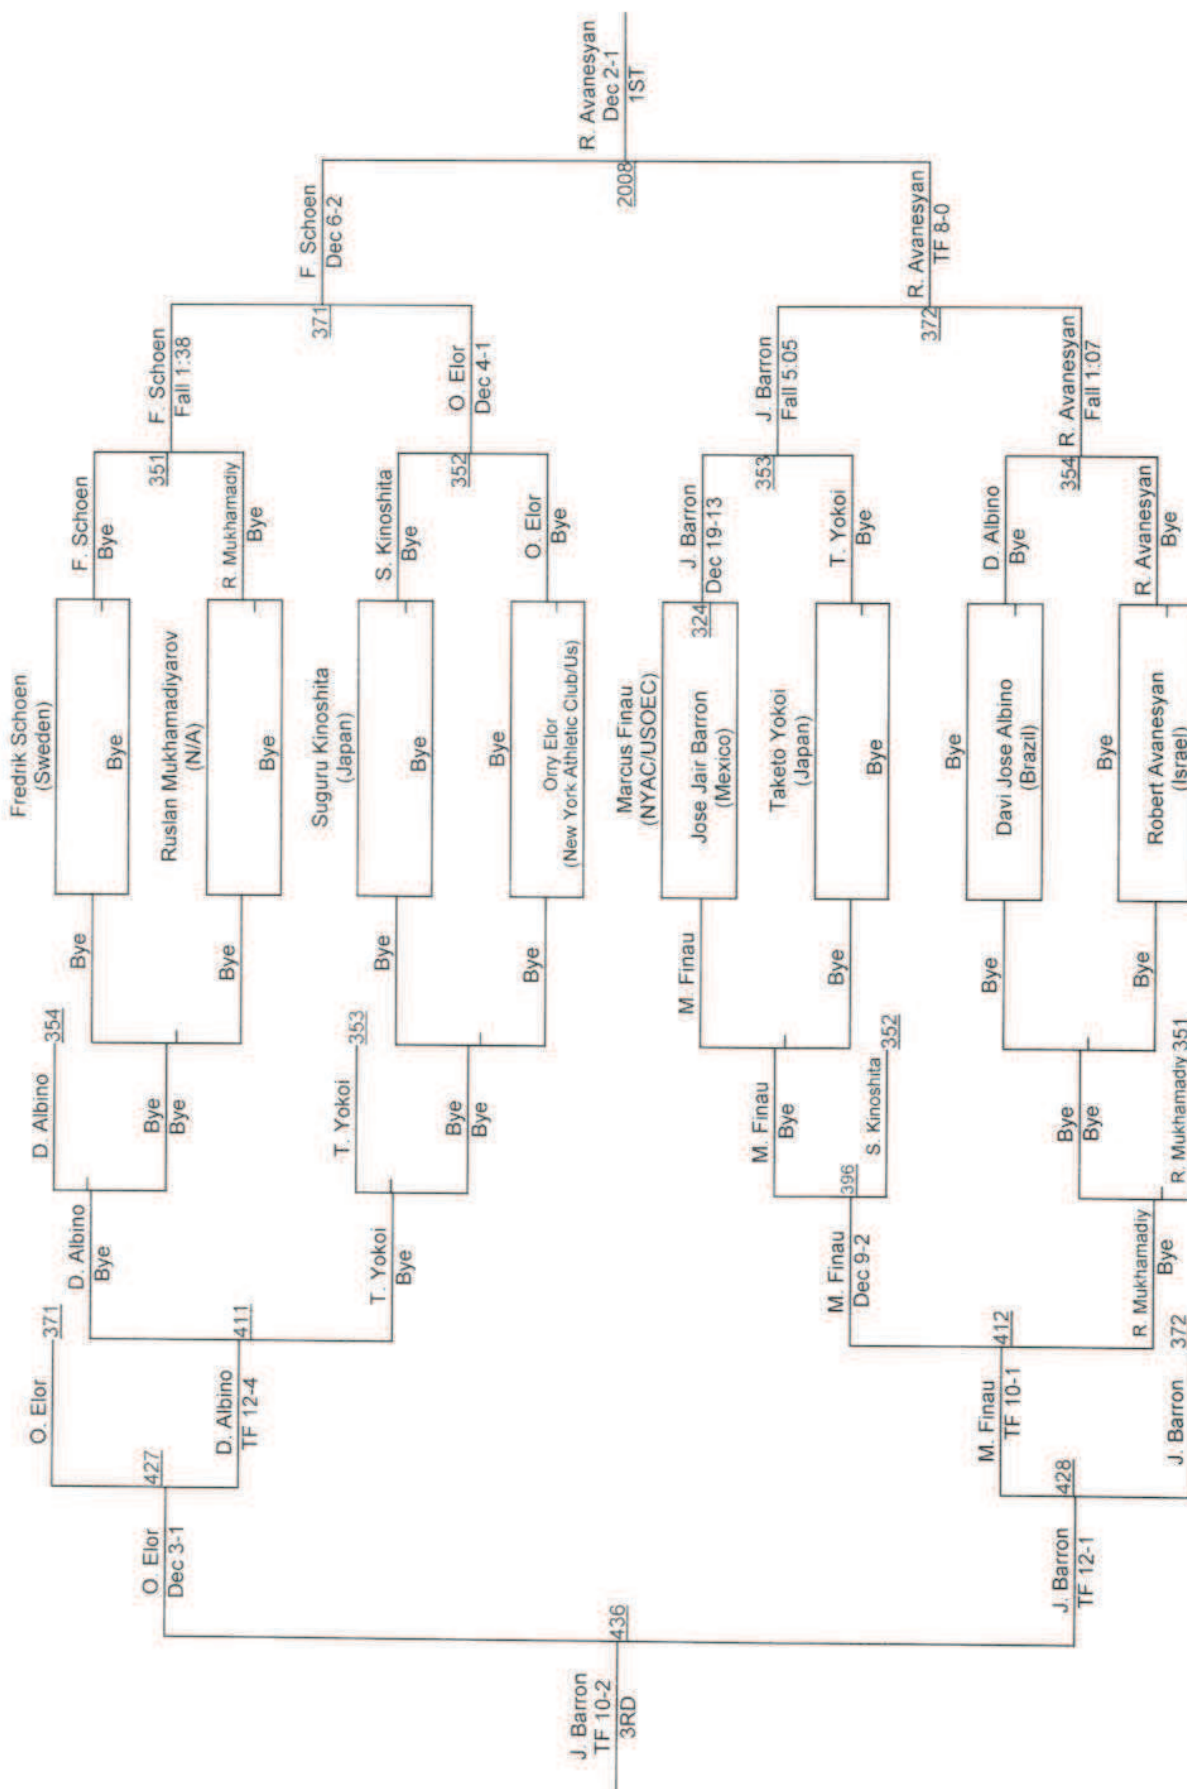 R. Avanesyan
Dec 2-1
1ST
2008
F. Schoen
Dec 6-2
R. Avanesyan
TF 8-0
371
372
F. Schoen
Fall 1:38
O. Elor
Dec 4-1
J. Barron
Fall 5:05
R. Avanesyan
Fall 1:07
351
352
353
354
F. Schoen
Bye
R. Mukhamadiy
Bye
S. Kinoshita
Bye
O. Elor
Bye
J. Barron
Dec 19-13
T. Yokoi
Bye
D. Albino
Bye
R. Avanesyan
Bye
324
Fredrik Schoen
(Sweden)
Bye
Ruslan Mukhamadiyarov
(N/A)
Bye
Suguru Kinoshita
(Japan)
Bye
Bye
Orny Elor
(New York Athletic Club/Us)
Marcus Finau
(NYAC/USOEC)
Jose Jair Barron
(Mexico)
Taketo Yokoi
(Japan)
Bye
Bye
Davi Jose Albino
(Brazil)
Bye
Robert Avanesyan
(Israel)
Bye
Bye
Bye
Bye
M. Finau
Bye
Bye
Bye
D. Albino
354
Bye
Bye
T. Yokoi
353
Bye
Bye
M. Finau
Bye
S. Kinoshita
352
Bye
Bye
R. Mukhamadiy
351
D. Albino
Bye
T. Yokoi
Bye
396
M. Finau
Dec 9-2
R. Mukhamadiy
Bye
O. Elor
371
411
D. Albino
TF 12-4
412
M. Finau
TF 10-1
J. Barron
372
427
O. Elor
Dec 3-1
428
J. Barron
TF 12-1
436
J. Barron
TF 10-2
3RD